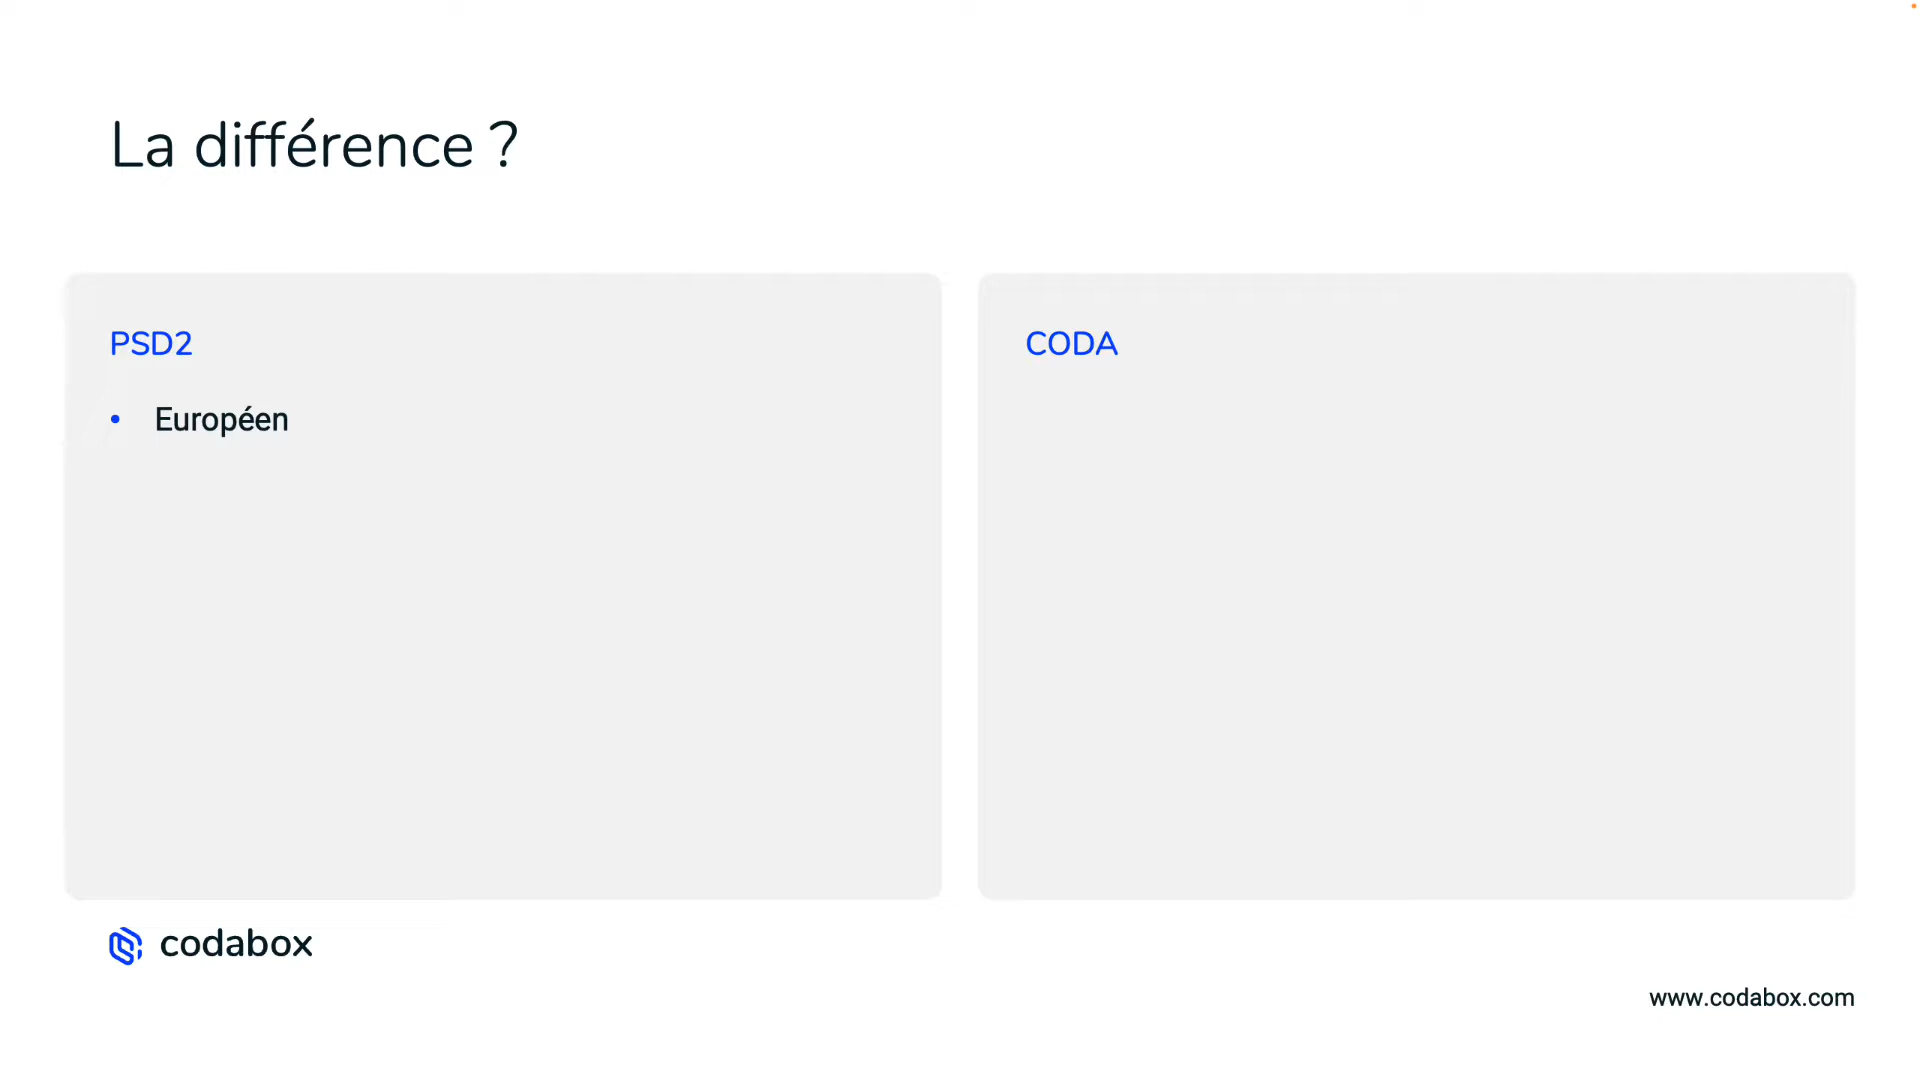 La différence ?
PSD2
• Européen
CODA
codabox
www.codabox.com